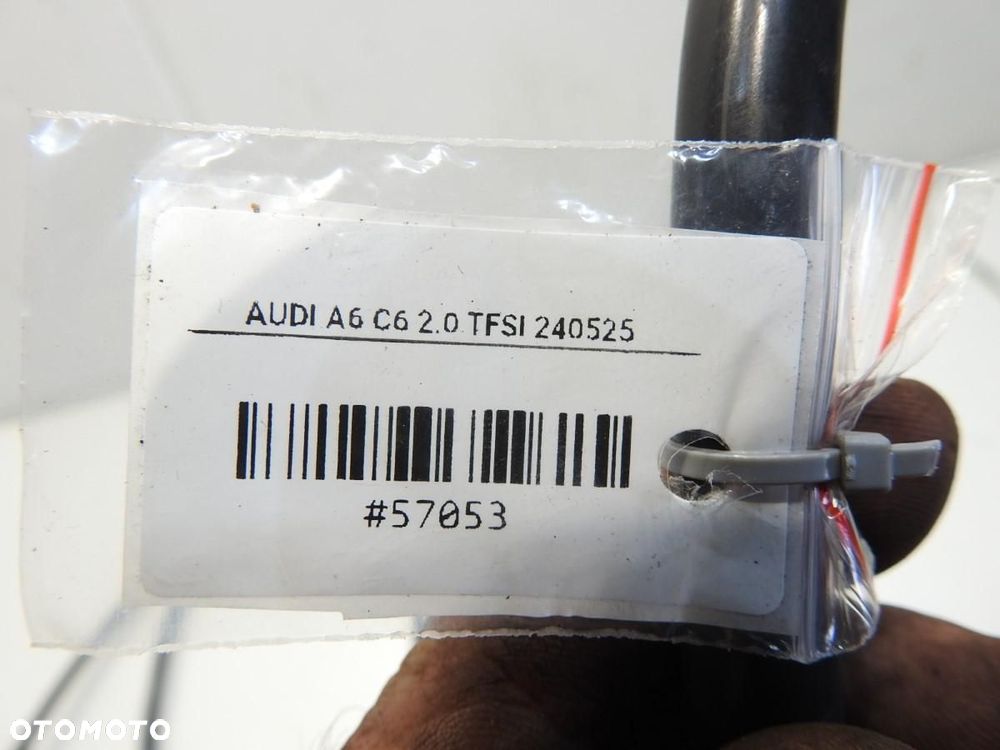 AUDI A6 C6 2.0 TFSI 240525
#57053
OTOMOTO